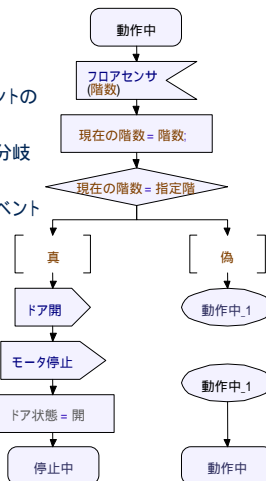 動作中
フロアセンサ
(階数)
ントの
現在の階数 = 階数;
分岐
現在の階数 = 指定階
ベント
真
偽
ドア開
動作中_1
モータ停止
動作中_1
ドア状態 = 開
停止中
動作中